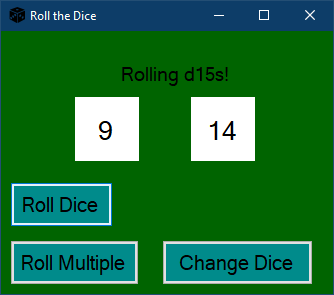 Roll the Dice
Rolling d15s!
9 14
Roll Dice
Roll Multiple Change Dice